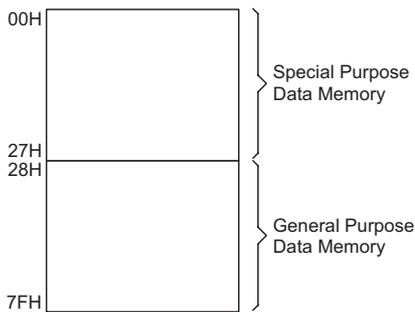 00H
Special Purpose
Data Memory
27H
28H
General Purpose
Data Memory
7FH